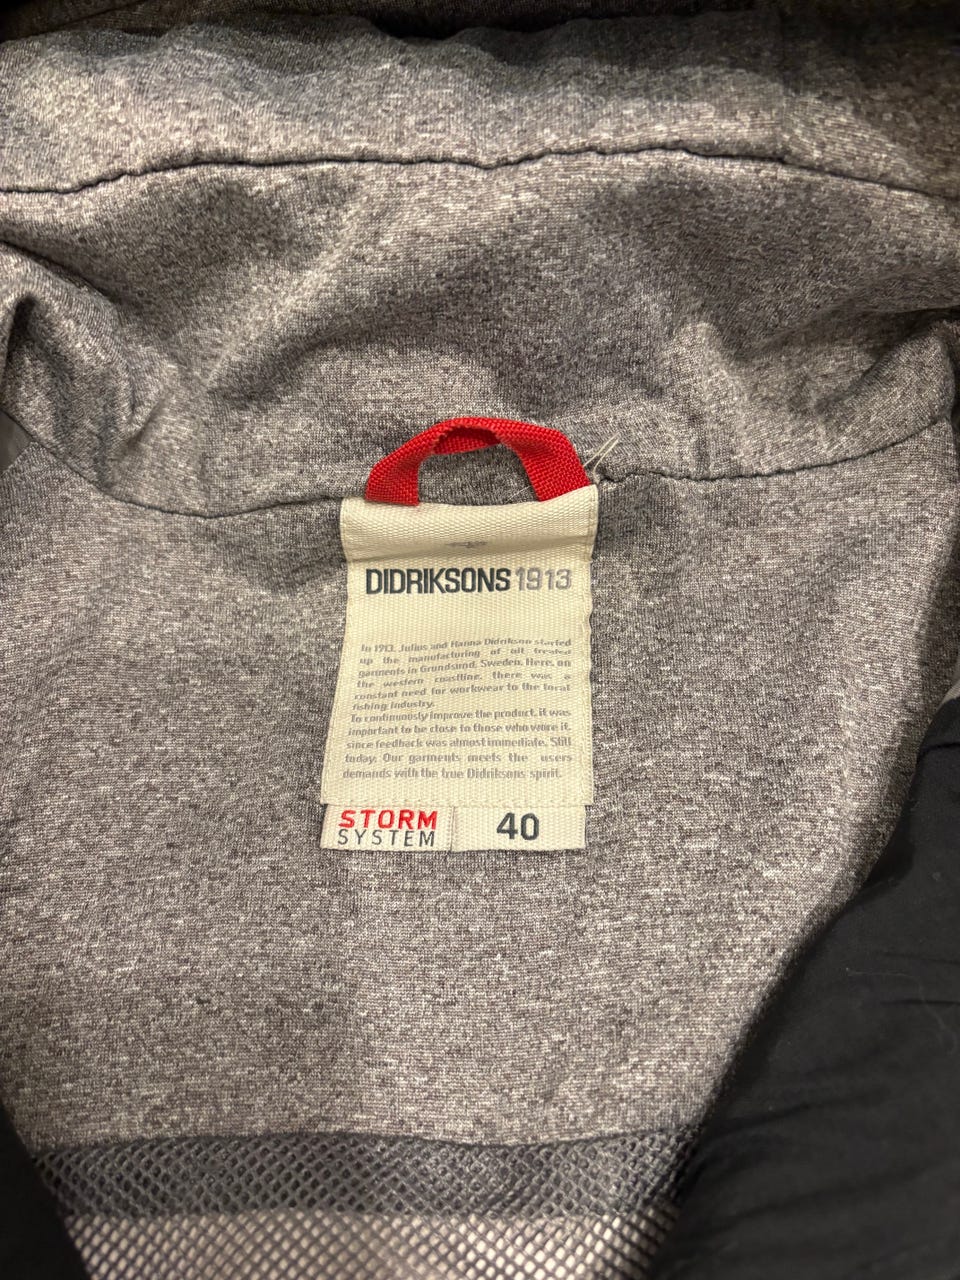 DIDRIKSONS 1913
In 1913, Julius and Hanna Didrikson started
up the manufacturing of oil treated
garments in Grundsund, Sweden. Here, on
the western coastline, there was a
constant need for workwear to the loral
fishing industry.
To continuously improve the product, it was
important to be close to those who wore it,
since feedback was almost immediate. Still
today. Our garments meets the users
demands with the true Didriksons spirit.
STORM 40
SYSTEM